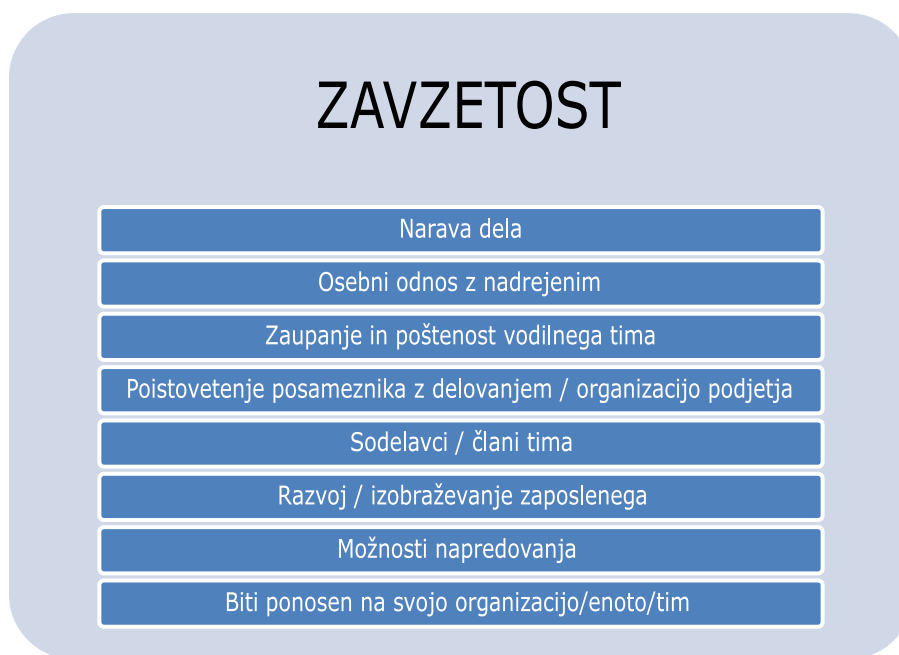 ZAVZETOST
Narava dela
Osebni odnos z nadrejenim
Zaupanje in poštenost vodilnega tima
Poistovetenje posameznika z delovanjem / organizacijo podjetja
Sodelavci / člani tima
Razvoj / izobraževanje zaposlenega
Možnosti napredovanja
Biti ponosen na svojo organizacijo/enoto/tim